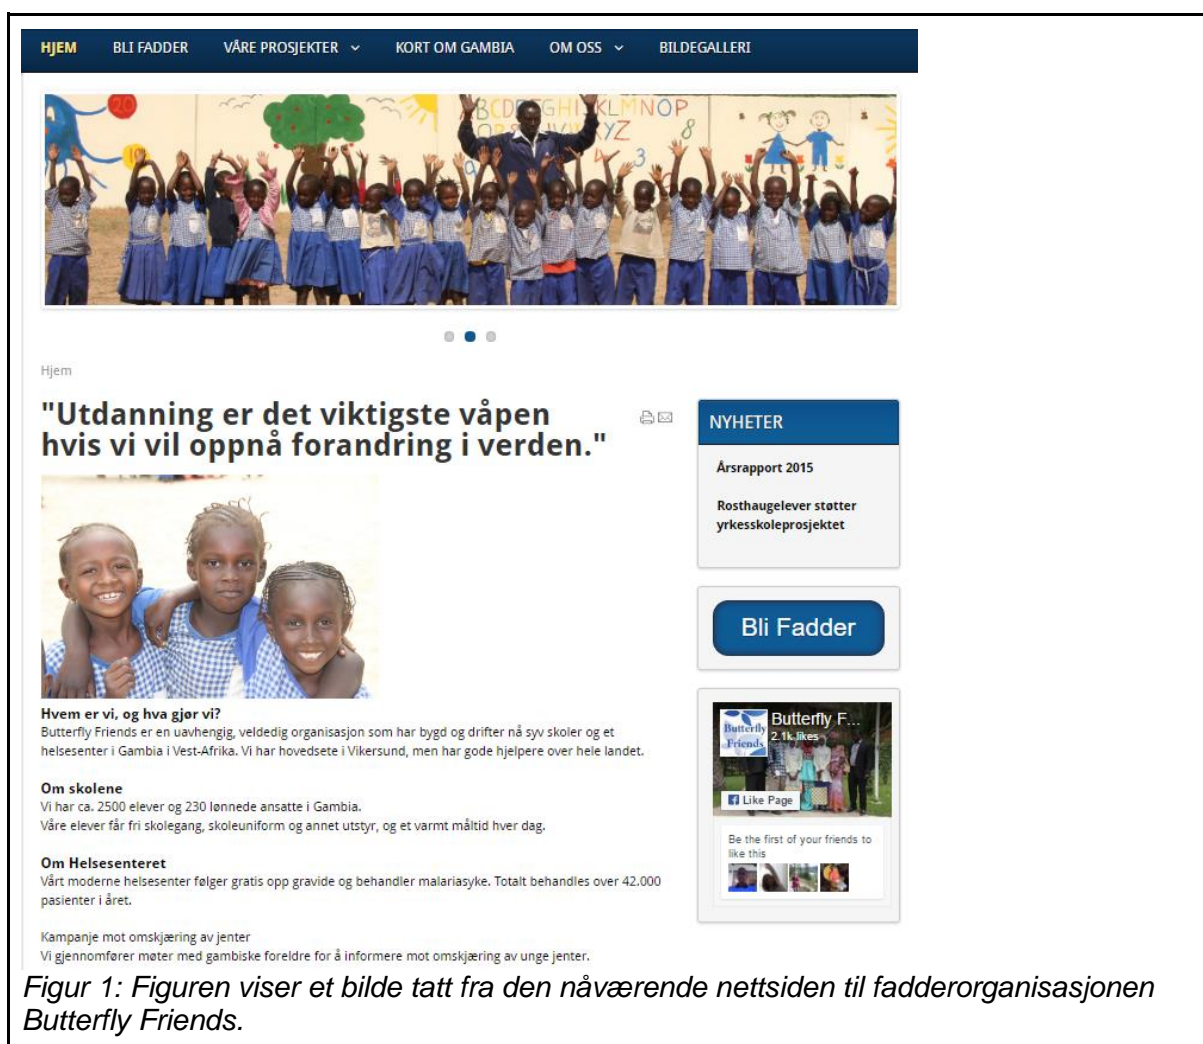 HJEM BLI FADDER VÅRE PROSJEKTER KORT OM GAMBIA OM OSS BILDEGALLERI
10
ABCDEFGHIJKLMNOP
YZ 8
3
Hjem
"Utdanning er det viktigste våpen
hvis vi vil oppnå forandring i verden."
Hvem er vi, og hva gjør vi?
Butterfly Friends er en uavhengig, veldedig organisasjon som har bygd og drifter nå syv skoler og et
helsesenter i Gambia i Vest-Afrika. Vi har hovedsete i Vikersund, men har gode hjelpere over hele landet.
Om skolene
Vi har ca. 2500 elever og 230 lønnede ansatte i Gambia.
Våre elever får fri skolegang, skoleuniform og annet utstyr, og et varmt måltid hver dag.
Om Helsesenteret
Vårt moderne helsesenter følger gratis opp gravide og behandler malariasyke. Totalt behandles over 42.000
pasienter i året.
Kampanje mot omskjæring av jenter
Vi gjennomfører møter med gambiske foreldre for å informere mot omskjæring av unge jenter.
NYHETER
Årsrapport 2015
Rosthaugelever støtter
yrkesskoleprosjektet
Bli Fadder
Butterfly
Friends
Butterfly F...
2.1k likes
Like Page
Be the first of your friends to
like this
Figur 1: Figuren viser et bilde tatt fra den nåværende nettsiden til fadderorganisasjonen
Butterfly Friends.